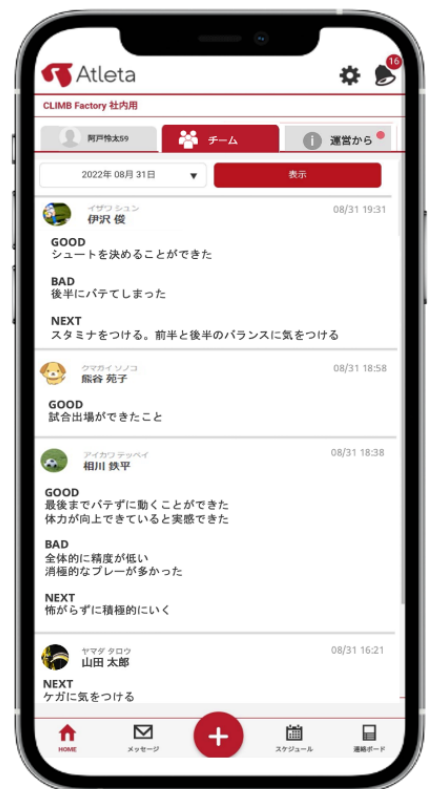 16
Atleta
CLIMB Factory 社内用
阿戸怜太59
チーム
i 運営から
2022年 08月 31日 ▼
表示
イザワ シュン
伊沢 俊
08/31 19:31
GOOD
シュートを決めることができた
BAD
後半にバテてしまった
NEXT
スタミナをつける。前半と後半のバランスに気をつける
クマガイ ソノコ
熊谷 苑子
08/31 18:58
GOOD
試合出場ができたこと
アイカワ テッペイ
相川 鉄平
08/31 18:38
GOOD
最後までバテずに動くことができた
体力が向上できていると実感できた
BAD
全体的に精度が低い
消極的なプレーが多かった
NEXT
怖がらずに積極的にいく
ヤマダ タロウ
山田 太郎
08/31 16:21
NEXT
ケガに気をつける
HOME
メッセージ
スケジュール
連絡ボード